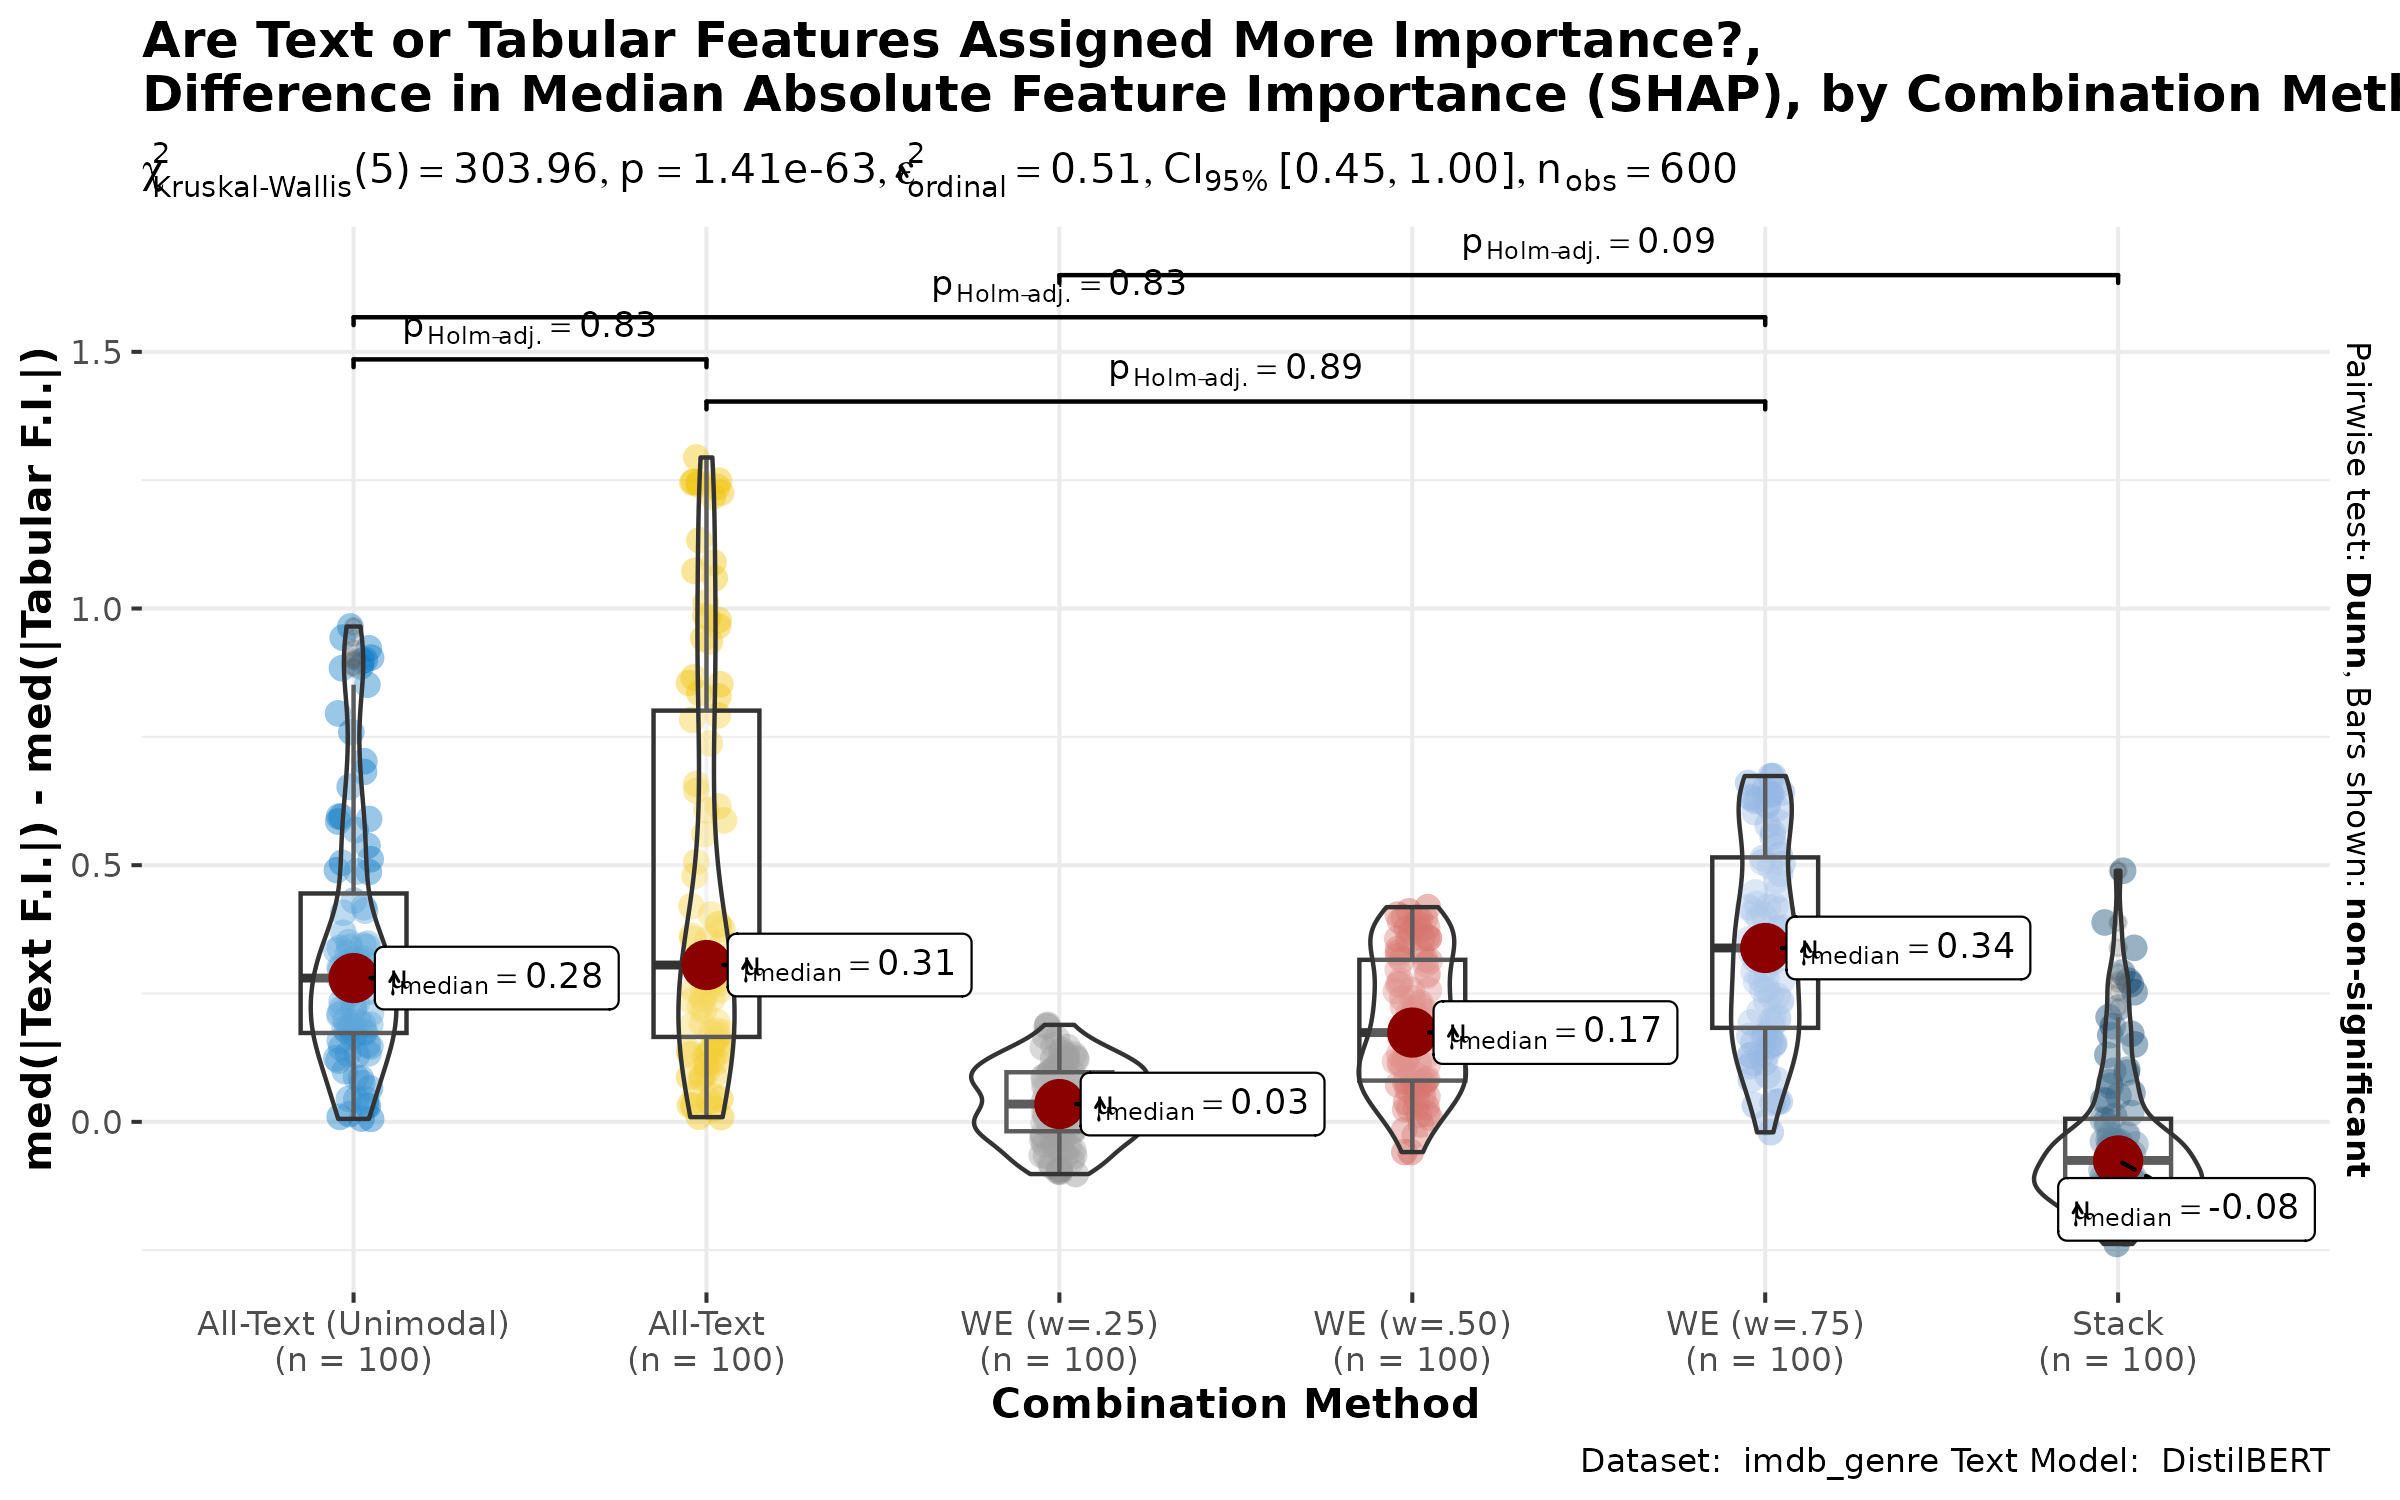 Are Text or Tabular Features Assigned More Importance?,
Difference in Median Absolute Feature Importance (SHAP), by Combination Meth
χ²Kruskal-Wallis(5) = 303.96, p = 1.41e-63, ε²ordinal = 0.51, CI95% [0.45, 1.00], nobs = 600
pHolm-adj. = 0.09
pHolm-adj. = 0.83
pHolm-adj. = 0.83
pHolm-adj. = 0.89
med(|Text F.I.|) - med(|Tabular F.I.|)
1.5
1.0
0.5
0.0
μ̂median = 0.28
μ̂median = 0.31
μ̂median = 0.03
μ̂median = 0.17
μ̂median = 0.34
μ̂median = -0.08
Pairwise test: Dunn, Bars shown: non-significant
All-Text (Unimodal)
(n = 100)
All-Text
(n = 100)
WE (w=.25)
(n = 100)
WE (w=.50)
(n = 100)
WE (w=.75)
(n = 100)
Stack
(n = 100)
Combination Method
Dataset: imdb_genre Text Model: DistilBERT